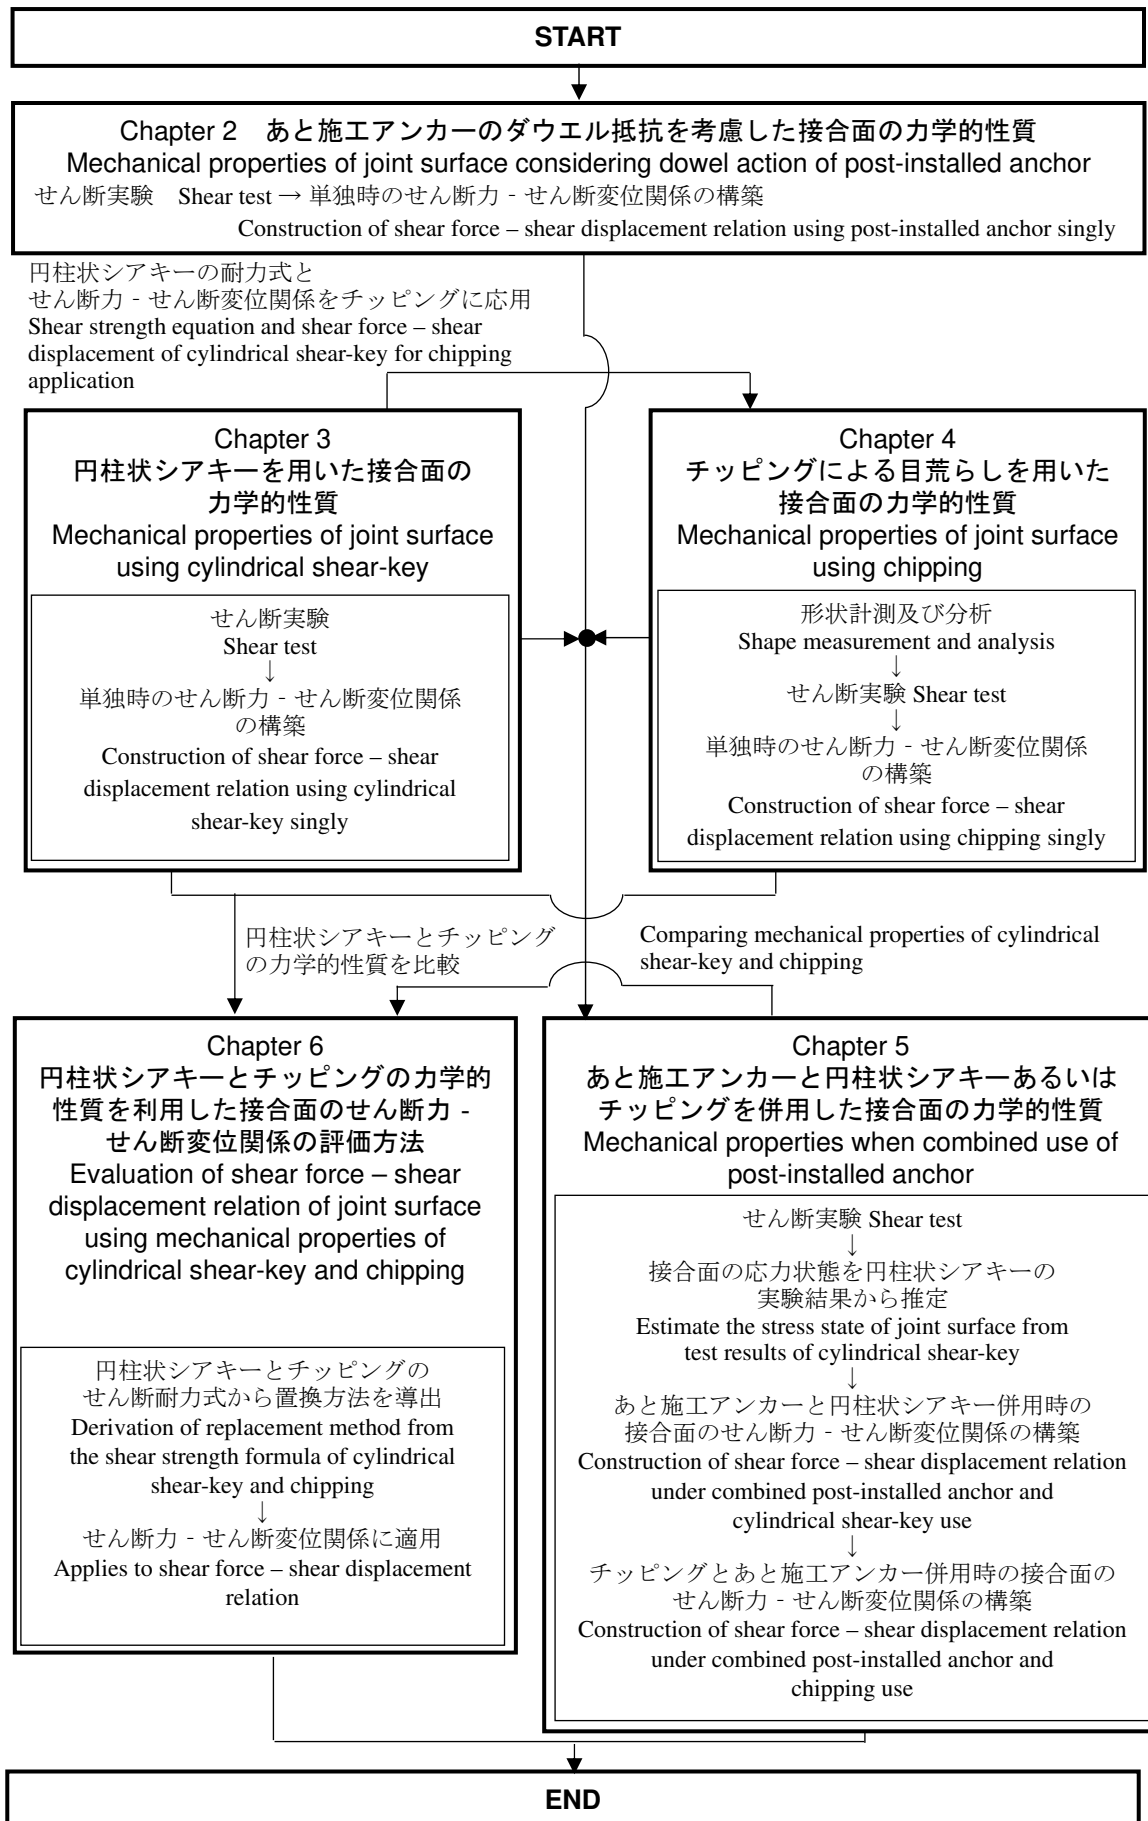 START
Chapter 2　あと施工アンカーのダウエル抵抗を考慮した接合面の力学的性質
Mechanical properties of joint surface considering dowel action of post-installed anchor
せん断実験　Shear test → 単独時のせん断力 - せん断変位関係の構築
Construction of shear force – shear displacement relation using post-installed anchor singly
円柱状シアキーの耐力式と
せん断力 - せん断変位関係をチッピングに応用
Shear strength equation and shear force – shear
displacement of cylindrical shear-key for chipping
application
Chapter 3
円柱状シアキーを用いた接合面の
力学的性質
Mechanical properties of joint surface
using cylindrical shear-key
せん断実験
Shear test
↓
単独時のせん断力 - せん断変位関係
の構築
Construction of shear force – shear
displacement relation using cylindrical
shear-key singly
Chapter 4
チッピングによる目荒らしを用いた
接合面の力学的性質
Mechanical properties of joint surface
using chipping
形状計測及び分析
Shape measurement and analysis
↓
せん断実験 Shear test
↓
単独時のせん断力 - せん断変位関係
の構築
Construction of shear force – shear
displacement relation using chipping singly
円柱状シアキーとチッピング
の力学的性質を比較
Comparing mechanical properties of cylindrical
shear-key and chipping
Chapter 6
円柱状シアキーとチッピングの力学的
性質を利用した接合面のせん断力 -
せん断変位関係の評価方法
Evaluation of shear force – shear
displacement relation of joint surface
using mechanical properties of
cylindrical shear-key and chipping
円柱状シアキーとチッピングの
せん断耐力式から置換方法を導出
Derivation of replacement method from
the shear strength formula of cylindrical
shear-key and chipping
↓
せん断力 - せん断変位関係に適用
Applies to shear force – shear displacement
relation
Chapter 5
あと施工アンカーと円柱状シアキーあるいは
チッピングを併用した接合面の力学的性質
Mechanical properties when combined use of
post-installed anchor
せん断実験 Shear test
↓
接合面の応力状態を円柱状シアキーの
実験結果から推定
Estimate the stress state of joint surface from
test results of cylindrical shear-key
↓
あと施工アンカーと円柱状シアキー併用時の
接合面のせん断力 - せん断変位関係の構築
Construction of shear force – shear displacement relation
under combined post-installed anchor and
cylindrical shear-key use
↓
チッピングとあと施工アンカー併用時の接合面の
せん断力 - せん断変位関係の構築
Construction of shear force – shear displacement relation
under combined post-installed anchor and
chipping use
END